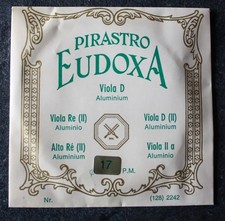 PIRASTRO
EUDOXA
Viola D
Aluminium
Viola Re (II)
Aluminio
Viola D (II)
Aluminium
Alto Ré (II)
Aluminium
Viola II a
Aluminio
17
P.M.
Nr.
(128) 2242